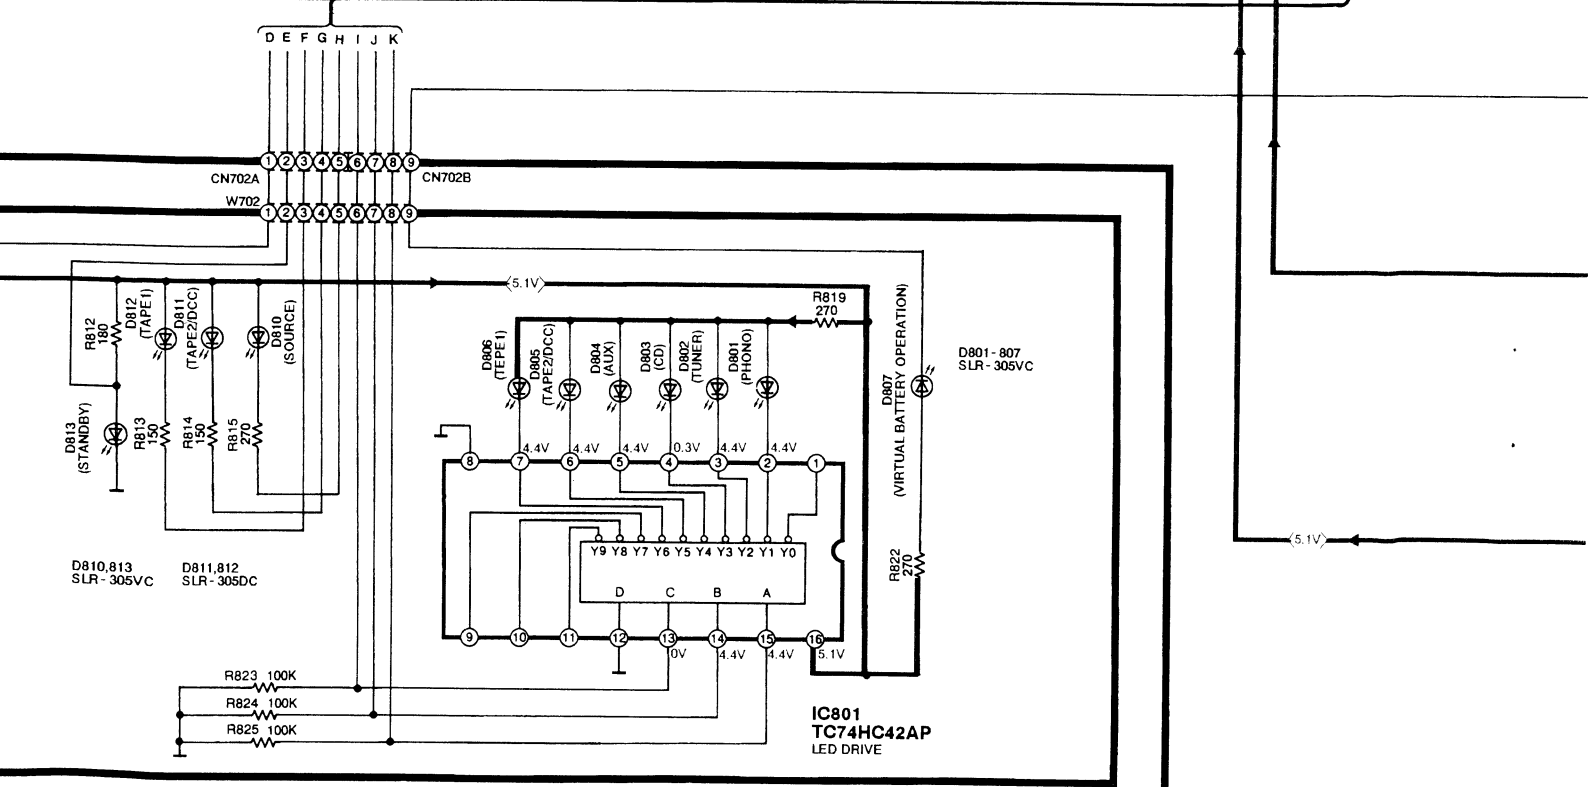 D E F G H I J K
1 2 3 4 5 6 7 8 9
CN702A
CN702B
W702
1 2 3 4 5 6 7 8 9
5.1V
R812
180
D812
(TAPE1)
D811
(TAPE2/DCC)
D810
(SOURCE)
D813
(STANDBY)
R813
150
R814
150
R815
270
D810,813
SLR-305VC
D811,812
SLR-305DC
R819
270
D806
(TEPE1)
D805
(TAPE2/DCC)
D804
(AUX)
D803
(CD)
D802
(TUNER)
D801
(PHONO)
D807
(VIRTUAL BATTERY OPERATION)
D801-807
SLR-305VC
4.4V 4.4V 4.4V 0.3V 4.4V 4.4V
8 7 6 5 4 3 2 1
Y9 Y8 Y7 Y6 Y5 Y4 Y3 Y2 Y1 Y0
D C B A
9 10 11 12 13 14 15 16
0V 4.4V 4.4V 5.1V
R822
270
5.1V
R823 100K
R824 100K
R825 100K
IC801
TC74HC42AP
LED DRIVE